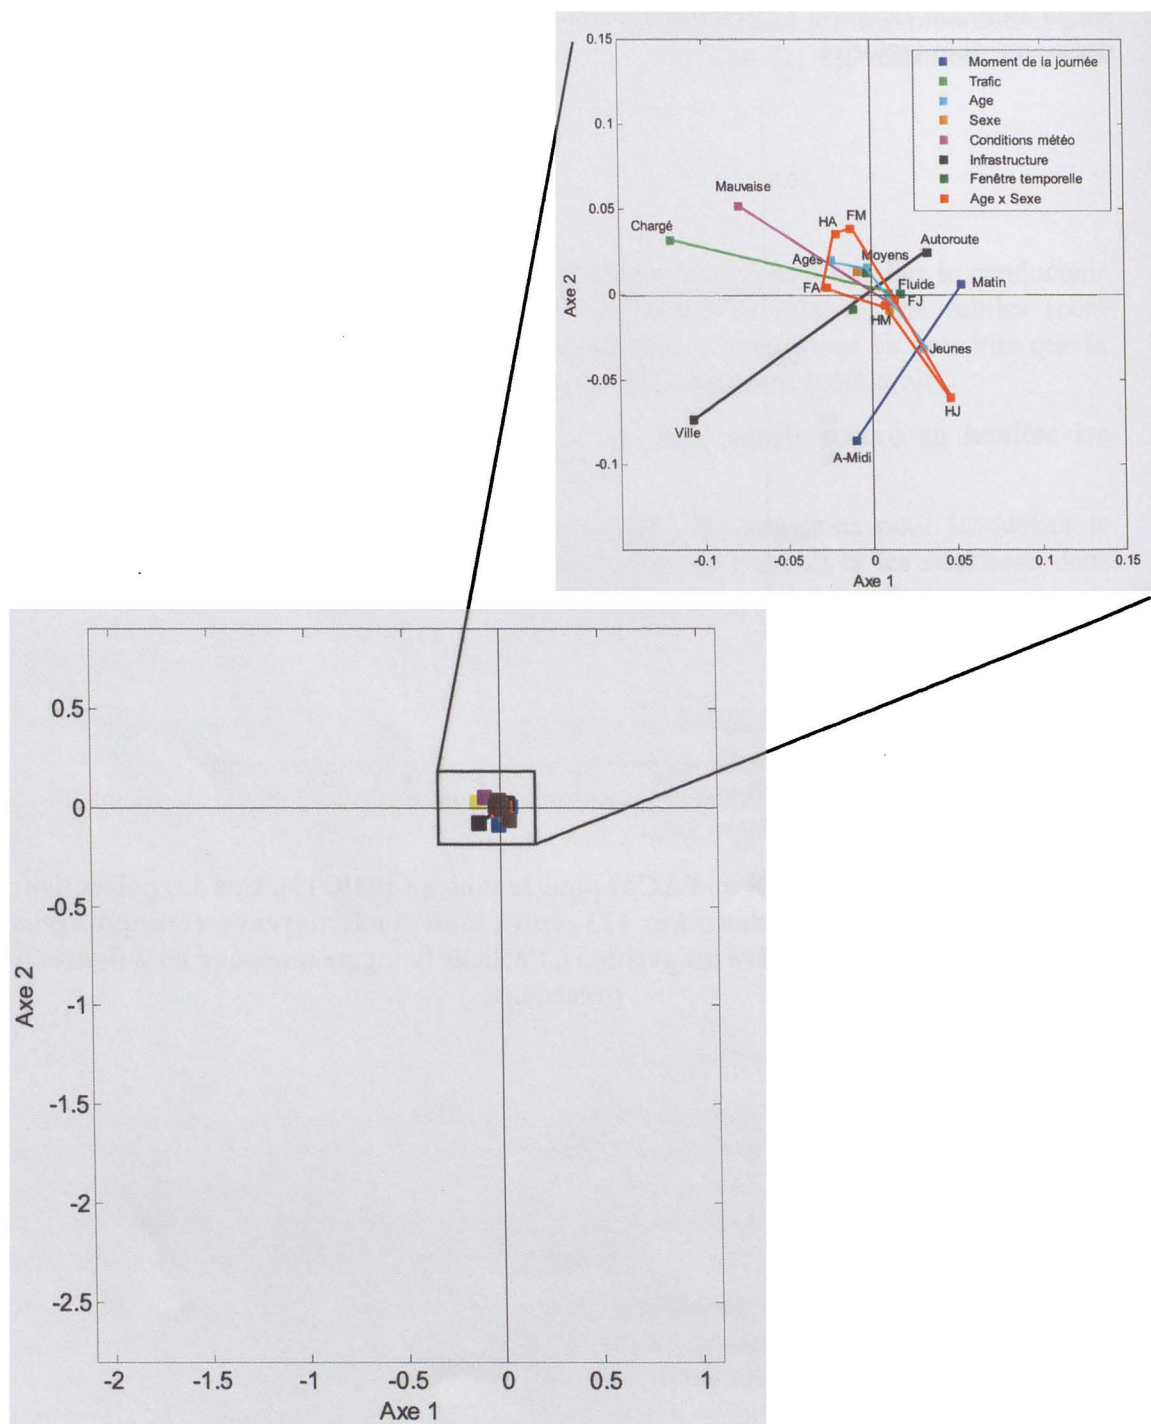 0.15
0.1
0.05
0
-0.05
-0.1
Axe 2
Moment de la journée
Trafic
Age
Sexe
Conditions météo
Infrastructure
Fenêtre temporelle
Age x Sexe
Mauvaise
Chargé
HA
FM
Autoroute
Agés
Moyens
FA
Fluide
Matin
FJ
HM
Jeunes
HJ
Ville
A-Midi
-0.1
-0.05
0
0.05
0.1
0.15
Axe 1
0.5
0
-0.5
-1
-1.5
-2
-2.5
Axe 2
-2
-1.5
-1
-0.5
0
0.5
1
Axe 1